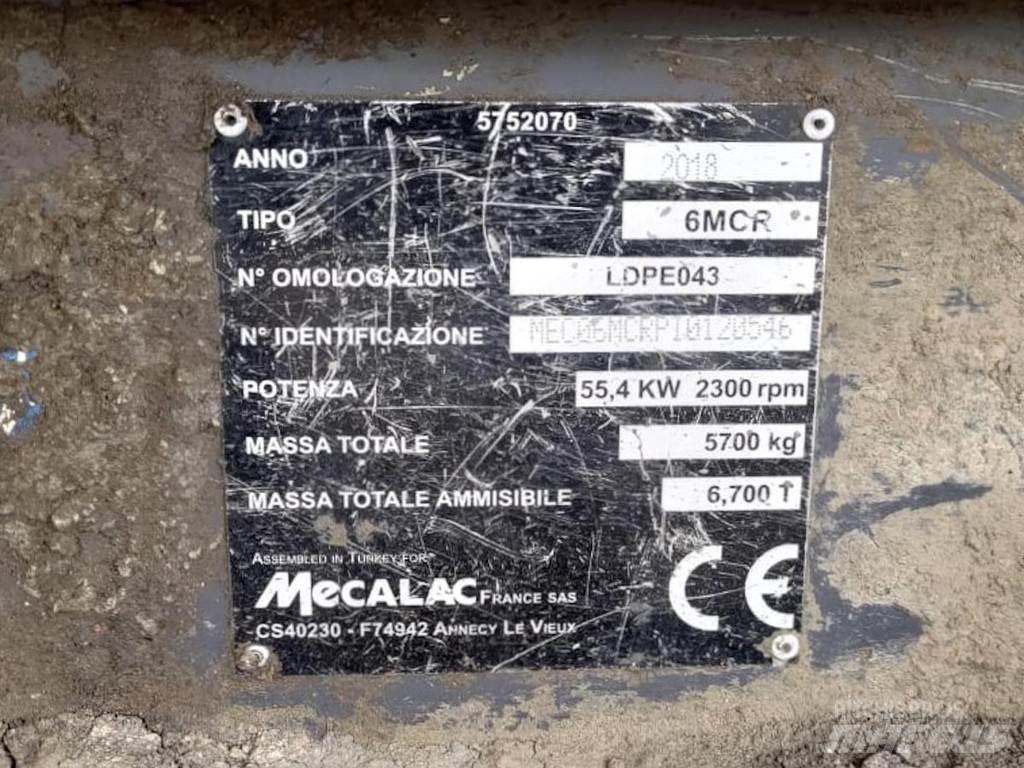 5752070
ANNO 2018
TIPO 6MCR
N° OMOLOGAZIONE LDPE043
N° IDENTIFICAZIONE MEC06MCRPI0120546
POTENZA 55,4 KW 2300 rpm
MASSA TOTALE 5700 kg
MASSA TOTALE AMMISIBILE 6,700 T
ASSEMBLED IN TURKEY FOR
MECALAC FRANCE SAS
CS40230 - F74942 ANNECY LE VIEUX
CE